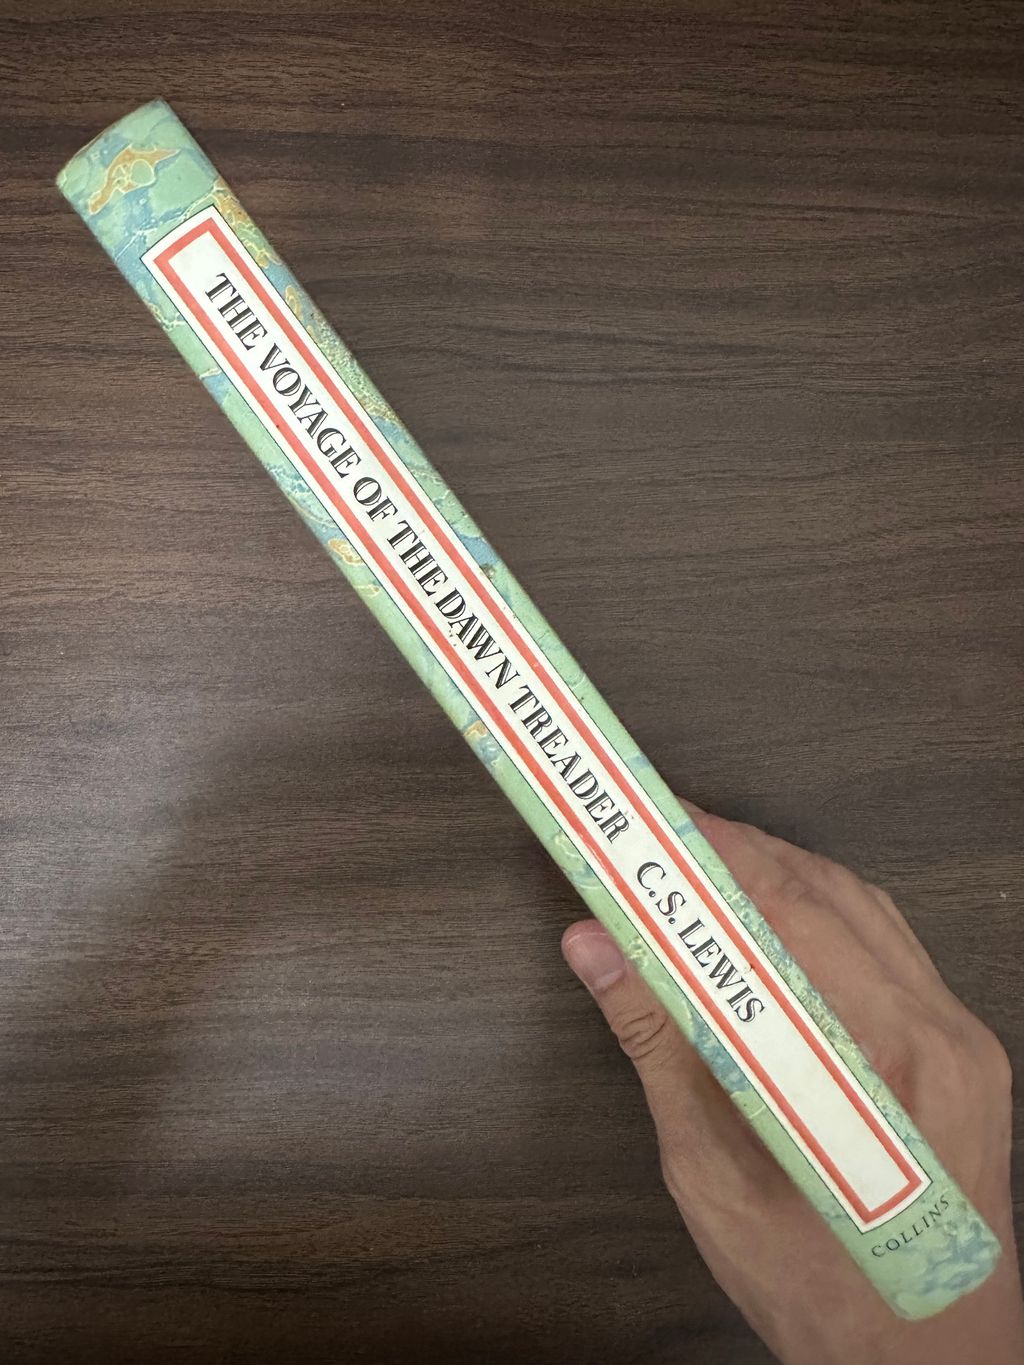 THE VOYAGE OF THE DAWN TREADER C.S. LEWIS
COLLINS